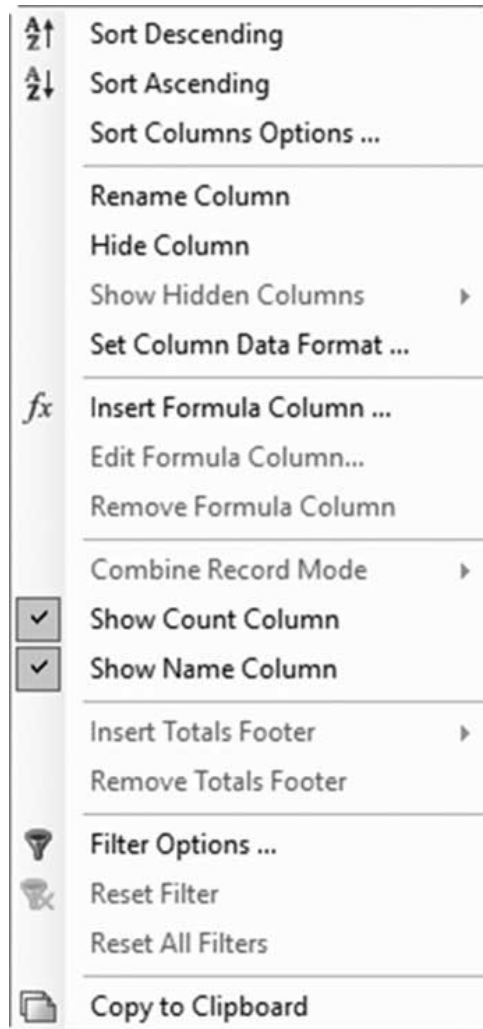 Sort Descending
Sort Ascending
Sort Columns Options ...
Rename Column
Hide Column
Show Hidden Columns
Set Column Data Format ...
fx Insert Formula Column ...
Edit Formula Column...
Remove Formula Column
Combine Record Mode
Show Count Column
Show Name Column
Insert Totals Footer
Remove Totals Footer
Filter Options ...
Reset Filter
Reset All Filters
Copy to Clipboard